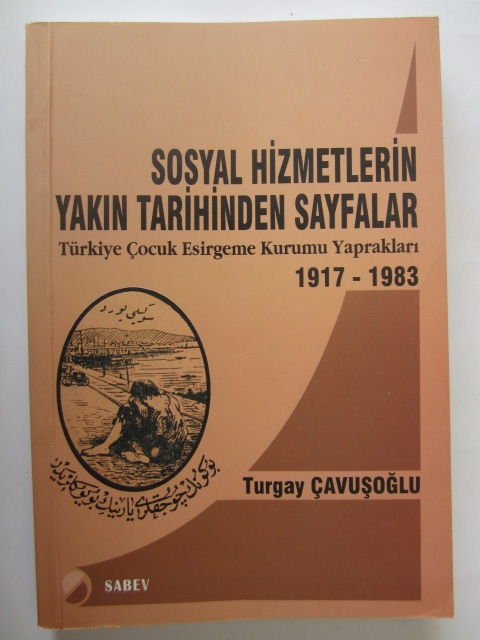 SOSYAL HİZMETLERİN
YAKIN TARİHİNDEN SAYFALAR
Türkiye Çocuk Esirgeme Kurumu Yaprakları
1917 - 1983
Turgay ÇAVUŞOĞLU
SABEV